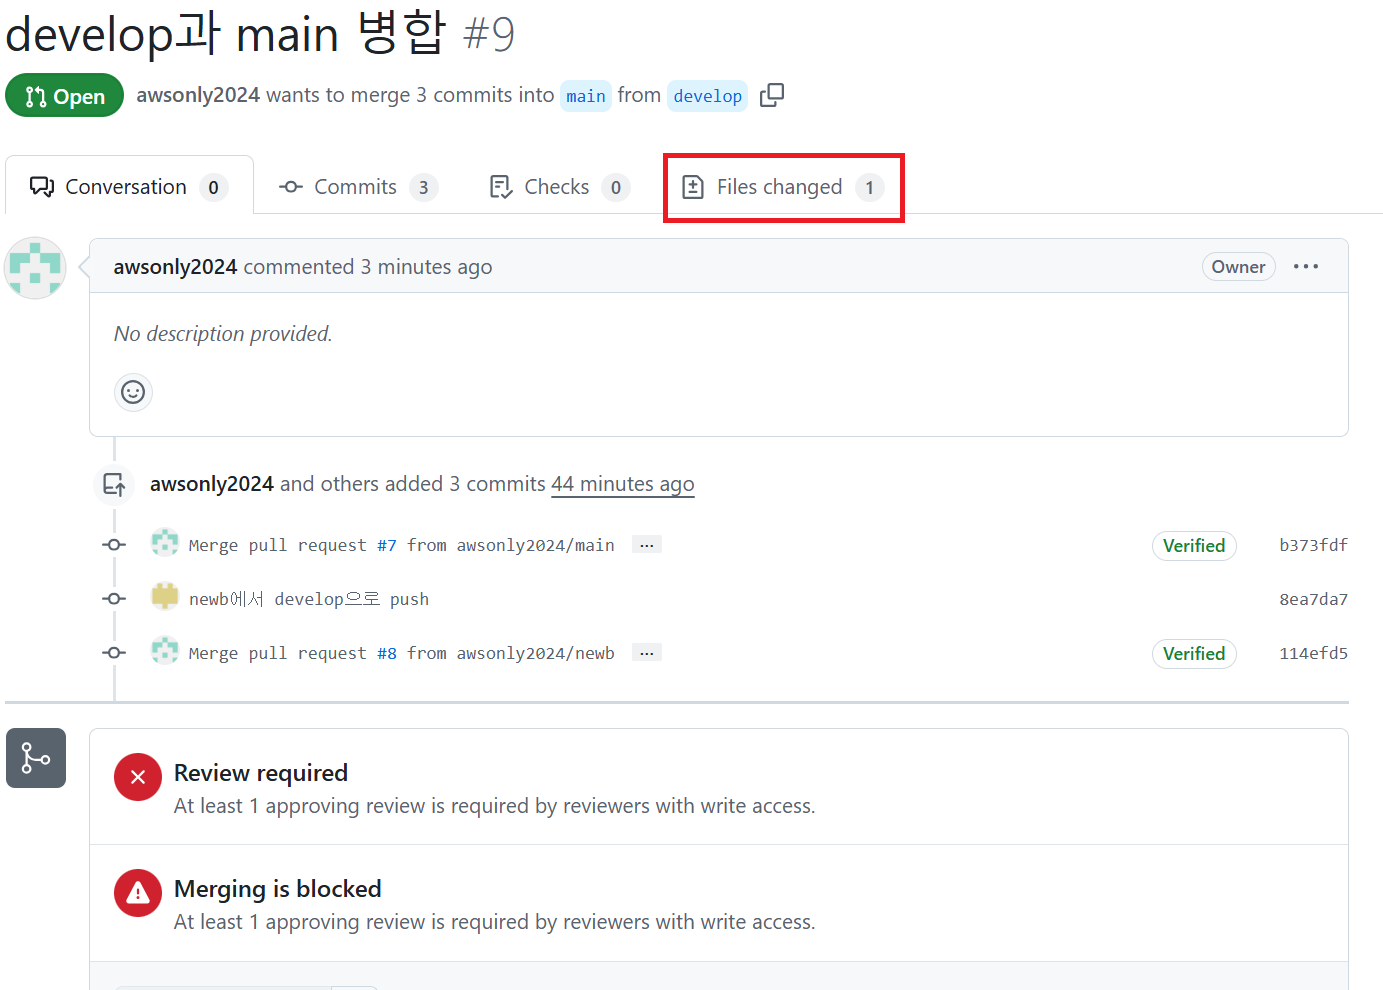 develop과 main 병합 #9
Open awsonly2024 wants to merge 3 commits into main from develop
Conversation 0 Commits 3 Checks 0 Files changed 1
awsonly2024 commented 3 minutes ago Owner ...
No description provided.
awsonly2024 and others added 3 commits 44 minutes ago
Merge pull request #7 from awsonly2024/main ... Verified b373fdf
newb에서 develop으로 push 8ea7da7
Merge pull request #8 from awsonly2024/newb ... Verified 114efd5
Review required
At least 1 approving review is required by reviewers with write access.
Merging is blocked
At least 1 approving review is required by reviewers with write access.